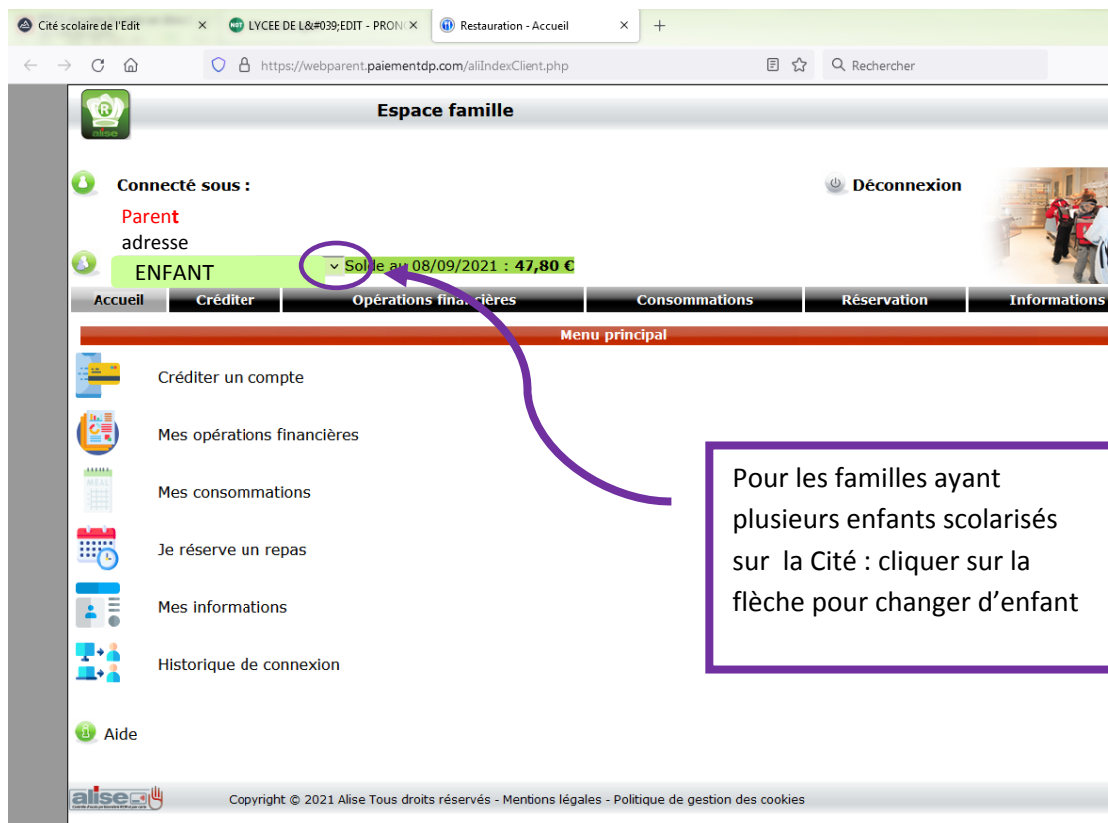 Cité scolaire de l'Edit
LYCEE DE L&#039;EDIT - PRON
Restauration - Accueil
https://webparent.paiementdp.com/aliIndexClient.php
Rechercher
alise
Espace famille
Connecté sous :
Déconnexion
Parent
adresse
ENFANT
Solde au 08/09/2021 : 47,80 €
Accueil Créditer Opérations financières Consommations Réservation Informations
Menu principal
Créditer un compte
Mes opérations financières
MEAL
Mes consommations
Je réserve un repas
Mes informations
Historique de connexion
Pour les familles ayant
plusieurs enfants scolarisés
sur la Cité : cliquer sur la
flèche pour changer d’enfant
Aide
alise
Copyright © 2021 Alise Tous droits réservés - Mentions légales - Politique de gestion des cookies